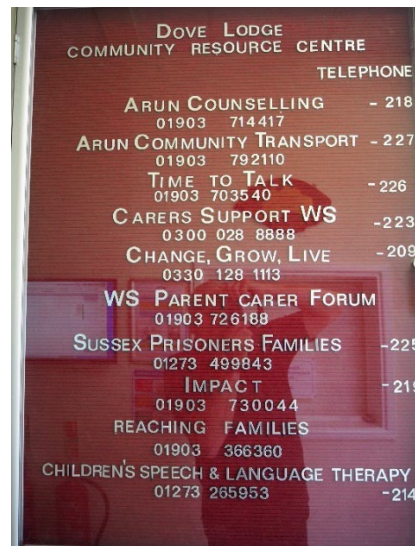 DOVE LODGE
COMMUNITY RESOURCE CENTRE
TELEPHONE
ARUN COUNSELLING - 218
01903 714417
ARUN COMMUNITY TRANSPORT - 227
01903 792110
TIME TO TALK - 226
01903 703540
CARERS SUPPORT WS - 223
0300 028 8888
CHANGE, GROW, LIVE - 209
0330 128 1113
WS PARENT CARER FORUM
01903 726188
SUSSEX PRISONERS FAMILIES - 225
01273 499843
IMPACT - 219
01903 730044
REACHING FAMILIES
01903 366360
CHILDREN'S SPEECH & LANGUAGE THERAPY
01273 265953 - 214